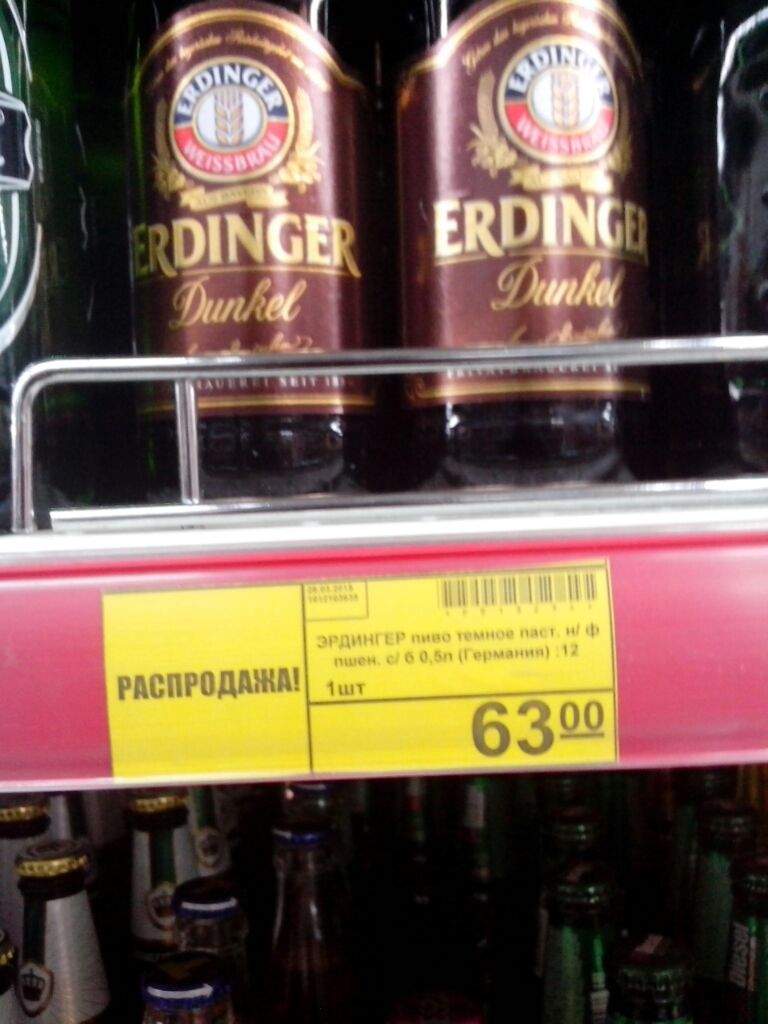 ERDINGER
WEISSBRÄU
ERDINGER
Dunkel
ERDINGER
WEISSBRÄU
ERDINGER
Dunkel
РАСПРОДАЖА!
ЭРДИНГЕР пиво темное паст. н/ ф
пшен. с/ б 0,5л (Германия) :12
1шт
63 00